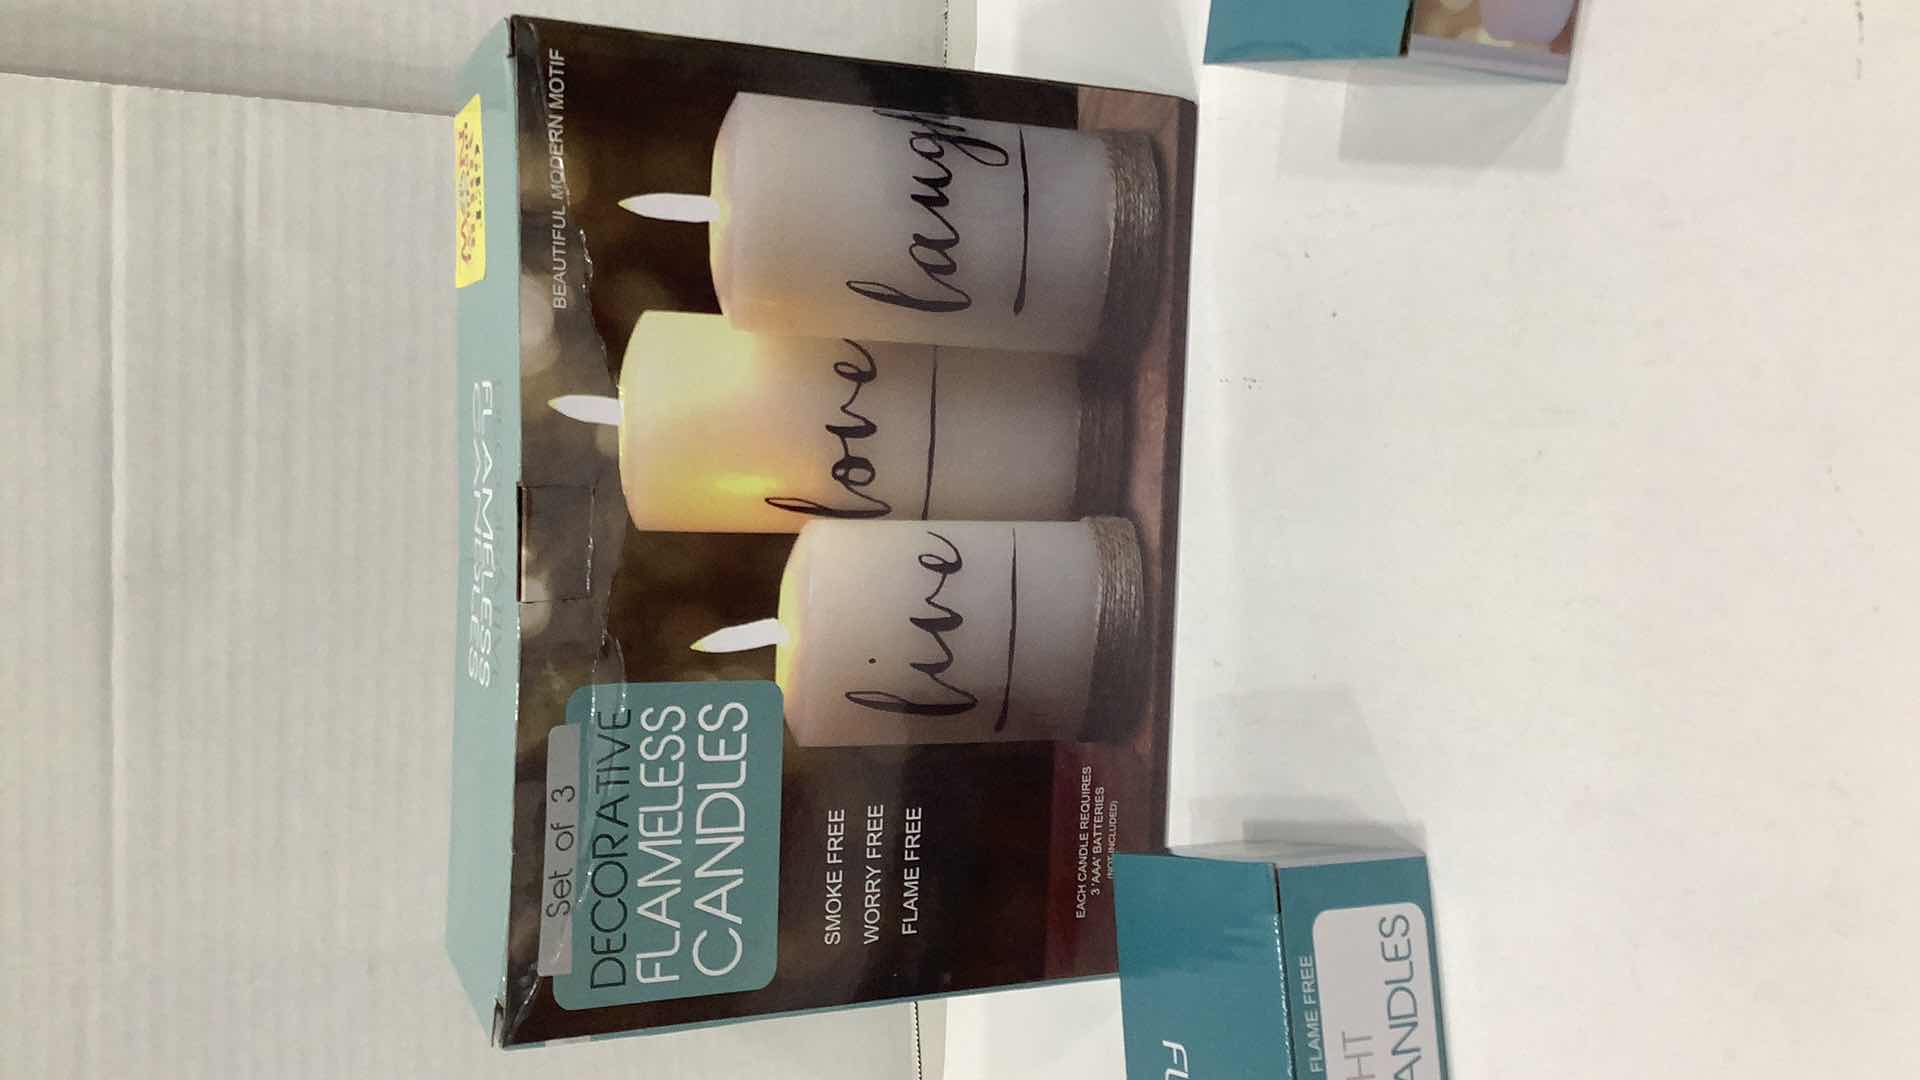 FLAMELESS
CANDLES
BEAUTIFUL MODERN MOTIF
Set of 3
DECORATIVE
FLAMELESS
CANDLES
live
love
laugh
SMOKE FREE
WORRY FREE
FLAME FREE
EACH CANDLE REQUIRES
3 'AAA' BATTERIES
(NOT INCLUDED)
FLAME FREE